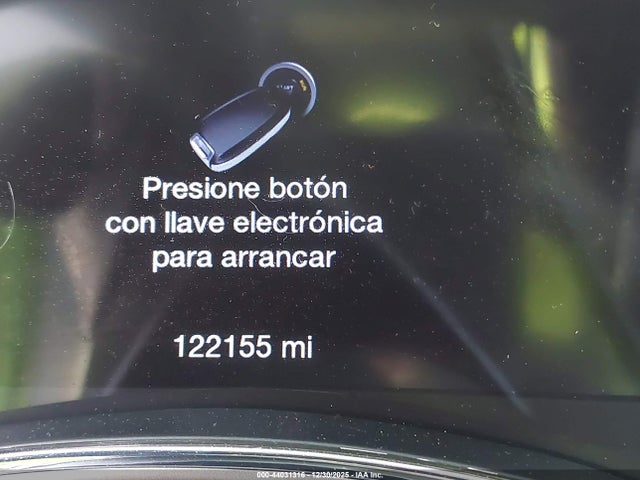 Presione botón
con llave electrónica
para arrancar
122155 mi
000-44031316 - 12/30/2025 - IAA Inc.